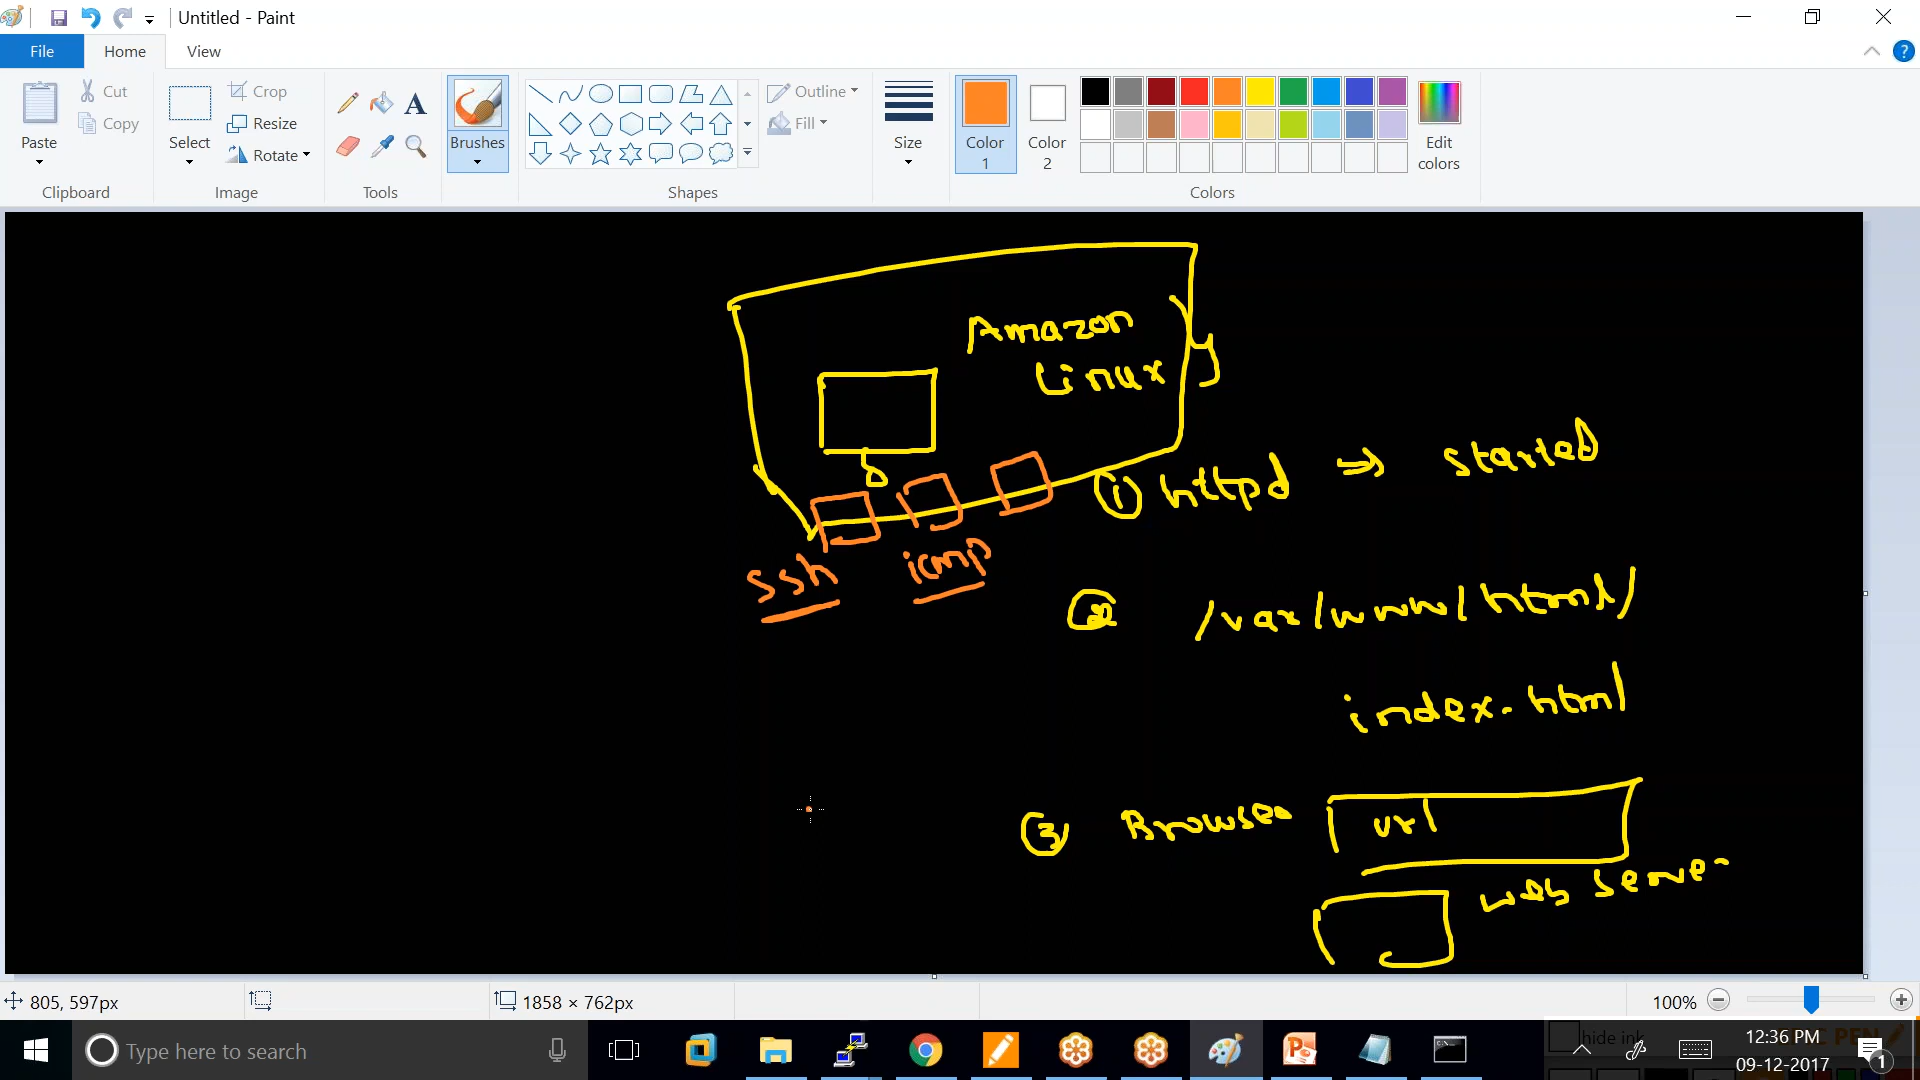 Untitled - Paint
File Home View
Paste
Cut
Copy
Clipboard
Select
Crop
Resize
Rotate
Image
A
Tools
Brushes
Shapes
Outline
Fill
Size
Color 1
Color 2
Colors
Edit colors
Amazon
Linux
① httpd ⇒ started
ssh icmp
② /var/www/html/
index.html
③ Browser url
web server
805, 597px
1858 × 762px
100%
Type here to search
hide ink
12:36 PM
09-12-2017
1